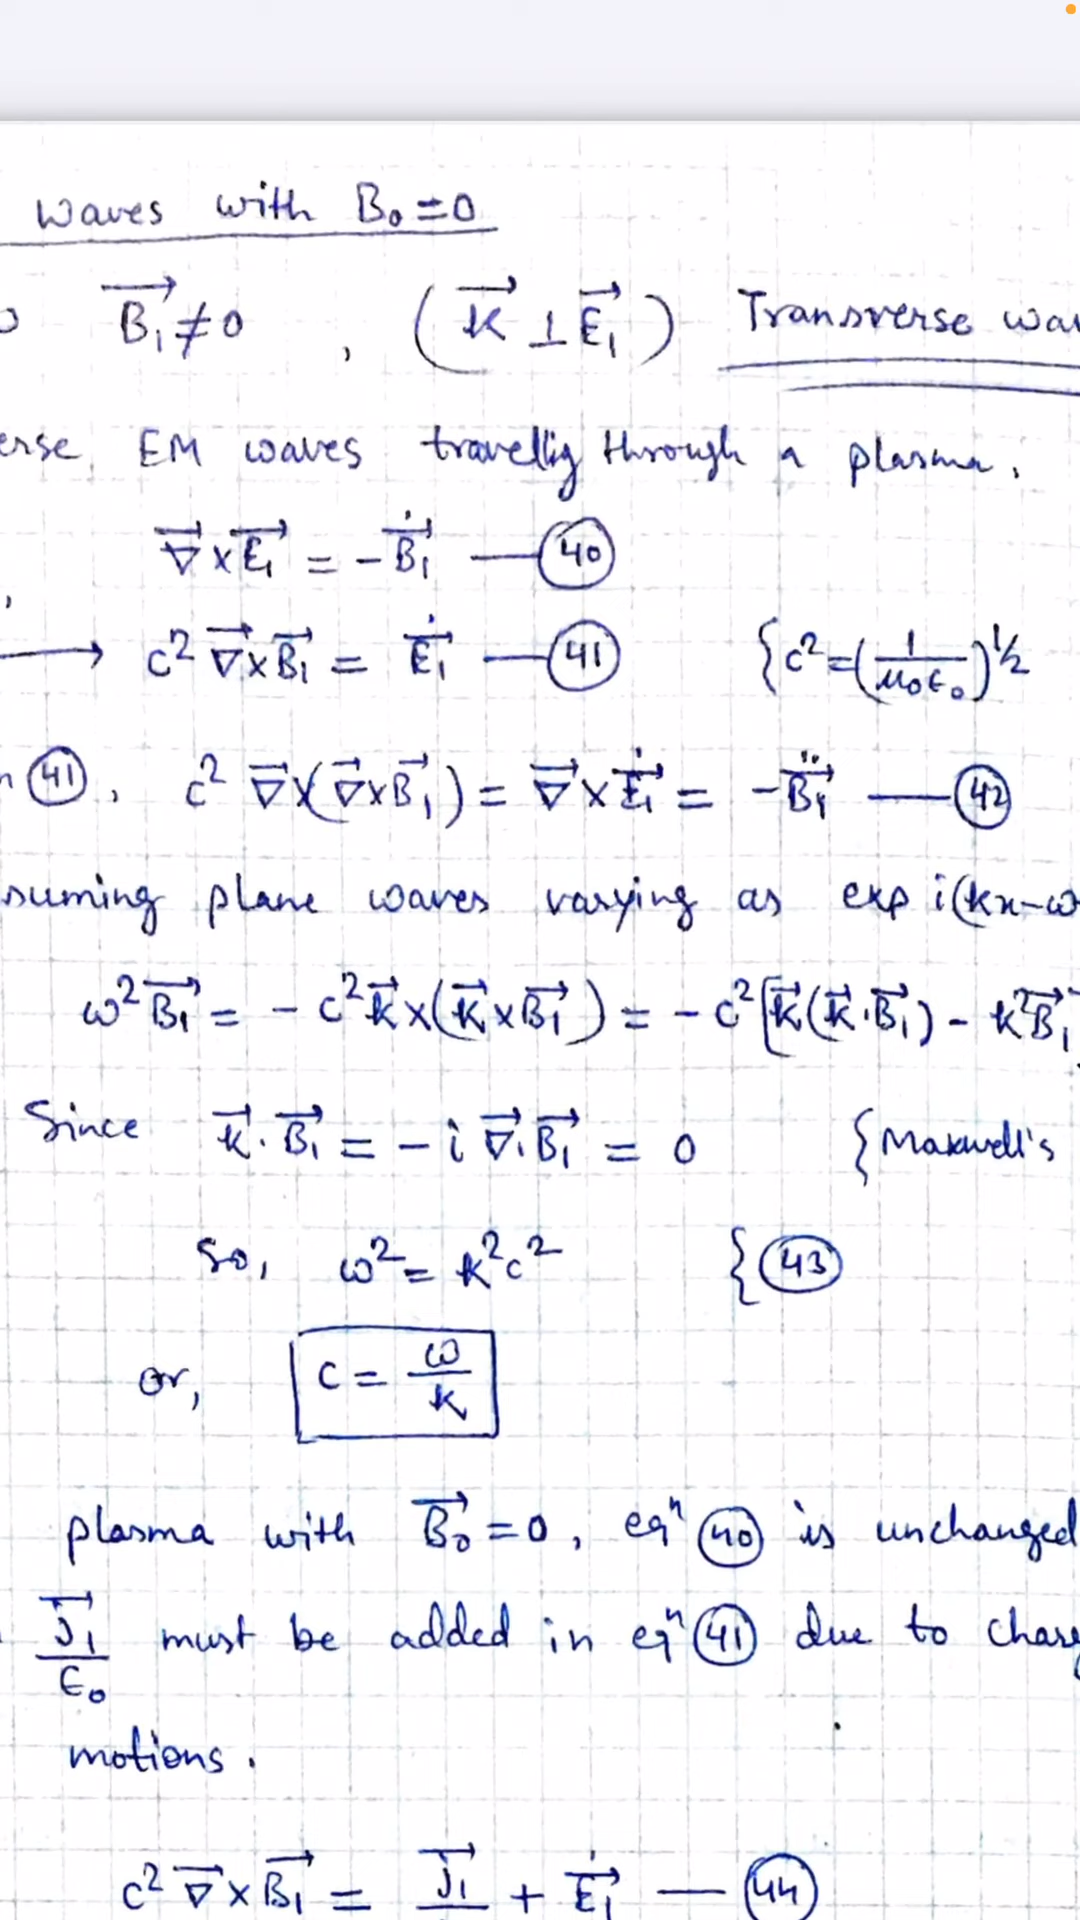 Waves with B₀=0
B⃗₁≠0 , (k⃗ ⊥ E⃗₁) Transverse
EM waves travellig through a plasma.
∇⃗×E⃗₁ = -Ḃ⃗₁ — (40)
→ c² ∇⃗×B⃗₁ = Ė⃗₁ — (41) {c²=(1/μ₀ϵ₀)^½
(41), c² ∇⃗×(∇⃗×B⃗₁) = ∇⃗×Ė⃗₁ = -B̈⃗₁ — (42)
plane waves varying as exp i(kx-ω
ω²B⃗₁ = - c²k⃗×(k⃗×B⃗₁) = - c²[k⃗(k⃗.B⃗₁) - k²B⃗₁
Since k⃗.B⃗₁ = - i ∇⃗.B⃗₁ = 0 {Maxwell's
So, ω² = k²c² {(43)
or, c = ω/k
plasma with B⃗₀=0, eqⁿ (40) is unchanged
J⃗₁/ϵ₀ must be added in eqⁿ (41) due to
motions.
c² ∇⃗×B⃗₁ = J⃗₁ + Ė⃗₁ — (44)